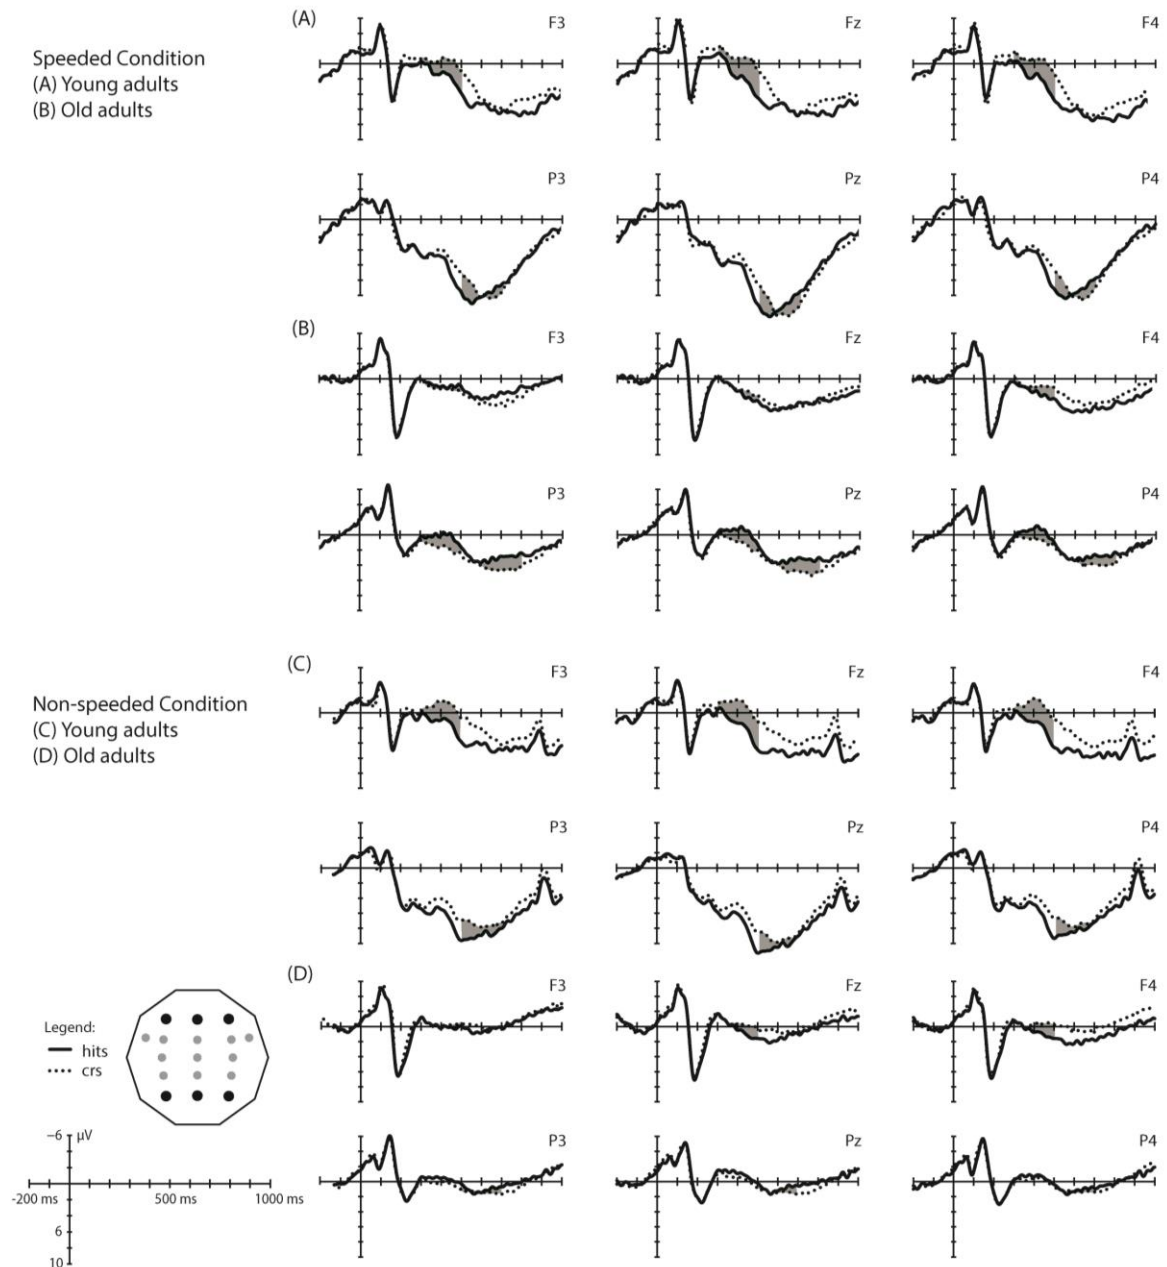 (A)
F3
Fz
F4
Speeded Condition
(A) Young adults
(B) Old adults
P3
Pz
P4
(B)
F3
Fz
F4
P3
Pz
P4
(C)
F3
Fz
F4
Non-speeded Condition
(C) Young adults
(D) Old adults
P3
Pz
P4
(D)
F3
Fz
F4
Legend:
hits
crs
P3
Pz
P4
−6 µV
-200 ms 500 ms 1000 ms
6
10